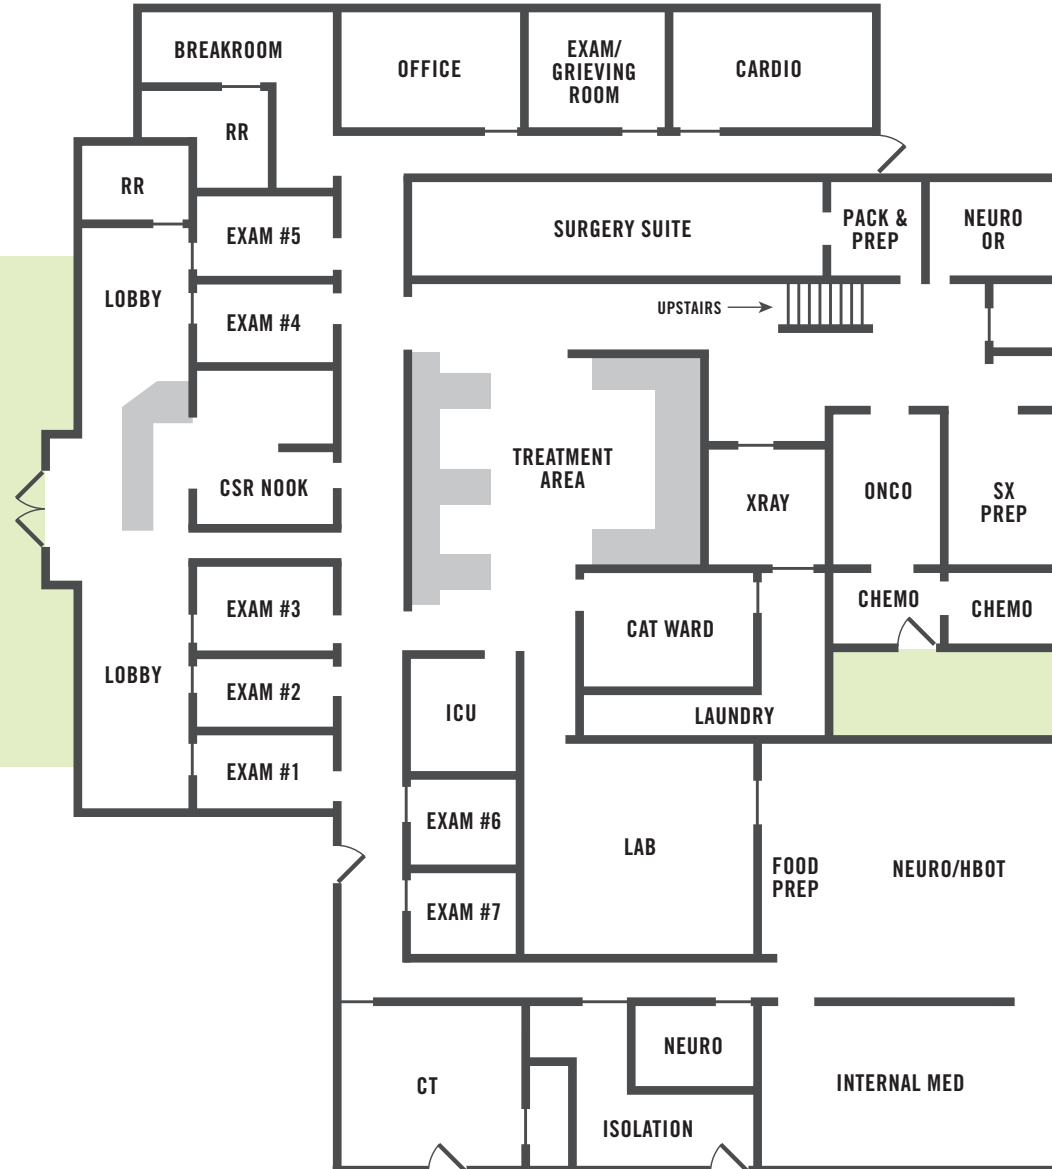 BREAKROOM
OFFICE
EXAM/
GRIEVING
ROOM
CARDIO
RR
RR
EXAM #5
SURGERY SUITE
PACK &
PREP
NEURO
OR
LOBBY
UPSTAIRS
EXAM #4
CSR NOOK
TREATMENT
AREA
XRAY
ONCO
SX
PREP
EXAM #3
CAT WARD
CHEMO
CHEMO
LOBBY
EXAM #2
ICU
LAUNDRY
EXAM #1
EXAM #6
LAB
FOOD
PREP
NEURO/HBOT
EXAM #7
NEURO
CT
INTERNAL MED
ISOLATION